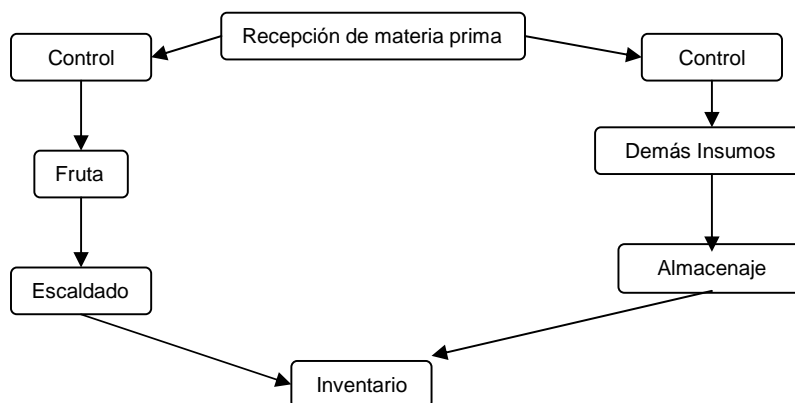 Recepción de materia prima
Control
Control
Fruta
Demás Insumos
Escaldado
Almacenaje
Inventario